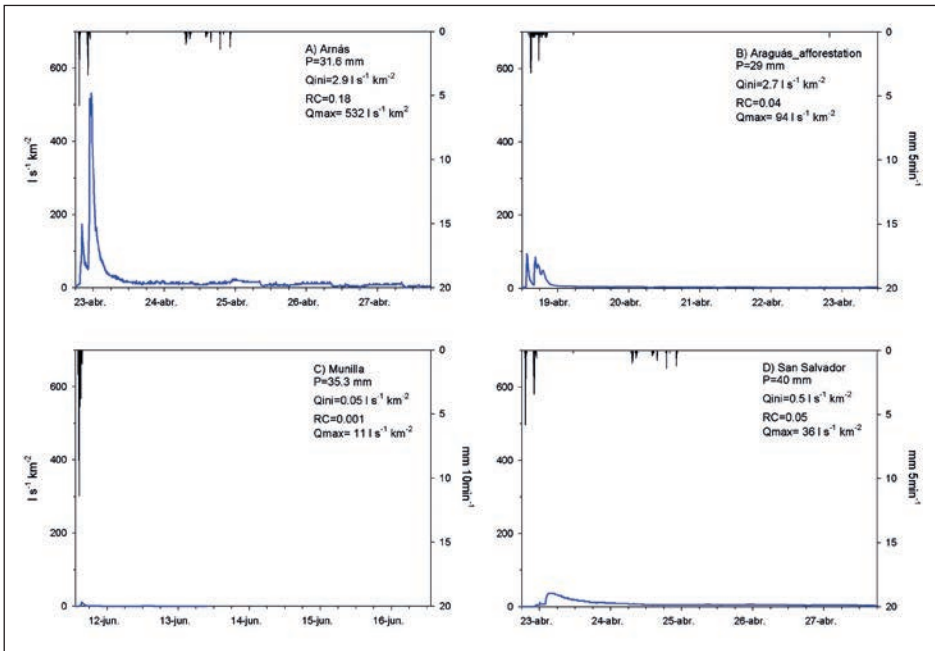 A) Arnás
P=31.6 mm
Qini=2.9 l s⁻¹ km⁻²
RC=0.18
Qmax= 532 l s⁻¹ km²
600
400
200
0
l s⁻¹ km⁻²
0
5
10
15
20
23-abr. 24-abr. 25-abr. 26-abr. 27-abr.
B) Araguás_afforestation
P=29 mm
Qini=2.7 l s⁻¹ km⁻²
RC=0.04
Qmax= 94 l s⁻¹ km⁻²
600
400
200
0
0
5
10
15
20
mm 5min⁻¹
19-abr. 20-abr. 21-abr. 22-abr. 23-abr.
C) Munilla
P=35.3 mm
Qini=0.05 l s⁻¹ km⁻²
RC=0.001
Qmax= 11 l s⁻¹ km⁻²
600
400
200
0
l s⁻¹ km⁻²
0
5
10
15
20
mm 10min⁻¹
12-jun. 13-jun. 14-jun. 15-jun. 16-jun.
D) San Salvador
P=40 mm
Qini=0.5 l s⁻¹ km⁻²
RC=0.05
Qmax= 36 l s⁻¹ km⁻²
600
400
200
0
0
5
10
15
20
mm 5min⁻¹
23-abr. 24-abr. 25-abr. 26-abr. 27-abr.